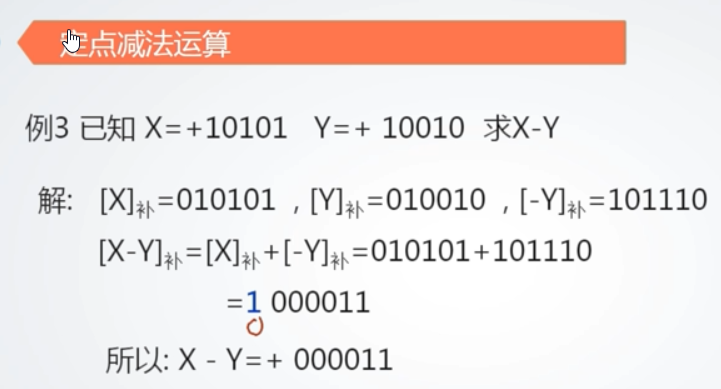 定点减法运算
例3 已知 X=+10101 Y=+ 10010 求X-Y
解: [X]补=010101 , [Y]补=010010 , [-Y]补=101110
[X-Y]补=[X]补+[-Y]补=010101+101110
=1 000011
0
所以: X - Y=+ 000011